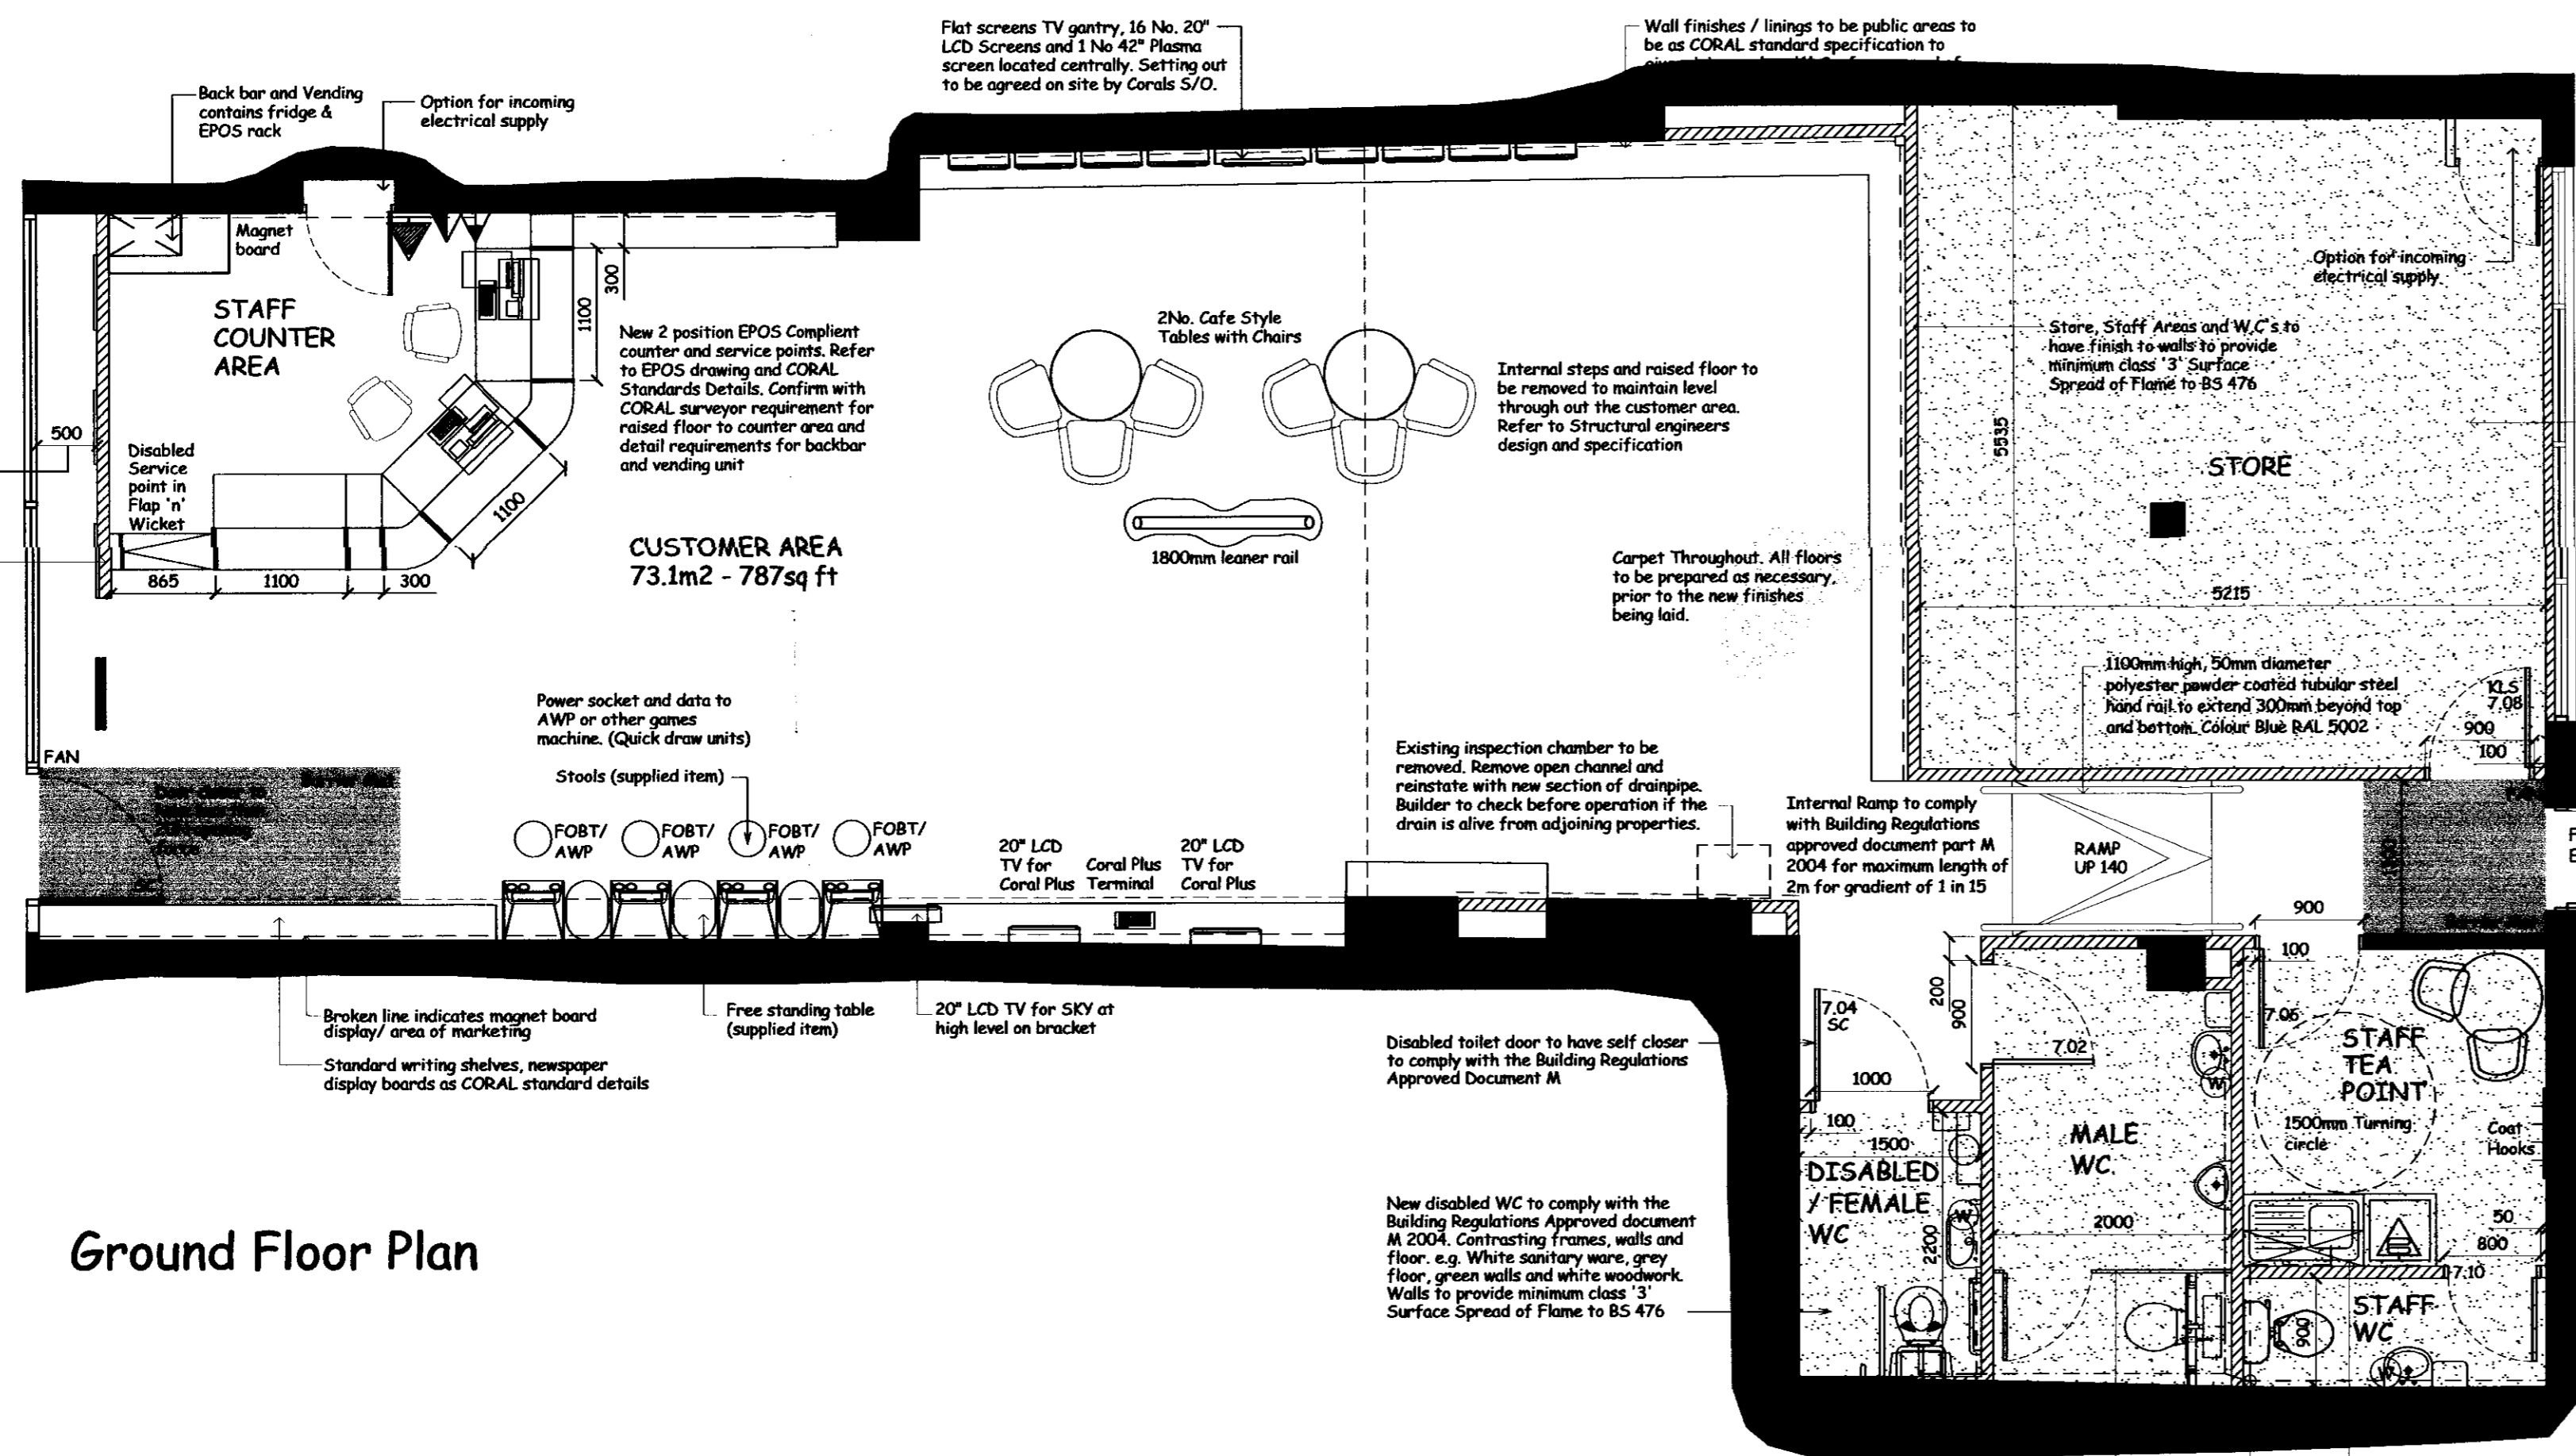 Flat screens TV gantry, 16 No. 20"
LCD Screens and 1 No 42" Plasma
screen located centrally. Setting out
to be agreed on site by Corals S/O.
Wall finishes / linings to be public areas to
be as CORAL standard specification to
Back bar and Vending
contains fridge &
EPOS rack
Option for incoming
electrical supply
Magnet
board
STAFF
COUNTER
AREA
300
1100
New 2 position EPOS Complient
counter and service points. Refer
to EPOS drawing and CORAL
Standards Details. Confirm with
CORAL surveyor requirement for
raised floor to counter area and
detail requirements for backbar
and vending unit
2No. Cafe Style
Tables with Chairs
Internal steps and raised floor to
be removed to maintain level
through out the customer area.
Refer to Structural engineers
design and specification
Option for incoming
electrical supply
Store, Staff Areas and W.C's to
have finish to walls to provide
minimum class '3' Surface
Spread of Flame to BS 476
5535
STORE
500
Disabled
Service
point in
Flap 'n'
Wicket
1100
865
1100
300
CUSTOMER AREA
73.1m2 - 787sq ft
1800mm leaner rail
Carpet Throughout. All floors
to be prepared as necessary,
prior to the new finishes
being laid.
5215
1100mm high, 50mm diameter
polyester powder coated tubular steel
hand rail to extend 300mm beyond top
and bottom. Colour Blue RAL 5002
KLS
7.08
900
100
FAN
Power socket and data to
AWP or other games
machine. (Quick draw units)
Stools (supplied item)
FOBT/
AWP
FOBT/
AWP
FOBT/
AWP
FOBT/
AWP
20" LCD
TV for
Coral Plus
Coral Plus
Terminal
20" LCD
TV for
Coral Plus
Existing inspection chamber to be
removed. Remove open channel and
reinstate with new section of drainpipe.
Builder to check before operation if the
drain is alive from adjoining properties.
Internal Ramp to comply
with Building Regulations
approved document part M
2004 for maximum length of
2m for gradient of 1 in 15
RAMP
UP 140
900
100
Broken line indicates magnet board
display/ area of marketing
Standard writing shelves, newspaper
display boards as CORAL standard details
Free standing table
(supplied item)
20" LCD TV for SKY at
high level on bracket
Disabled toilet door to have self closer
to comply with the Building Regulations
Approved Document M
7.04
SC
200
900
7.02
7.06
1000
100
1500
STAFF
TEA
POINT
1500mm Turning
circle
Coat
Hooks
MALE
WC
W
DISABLED
/ FEMALE
WC
W
2200
2000
50
800
7.10
New disabled WC to comply with the
Building Regulations Approved document
M 2004. Contrasting frames, walls and
floor. e.g. White sanitary ware, grey
floor, green walls and white woodwork.
Walls to provide minimum class '3'
Surface Spread of Flame to BS 476
STAFF
WC
900
W
Ground Floor Plan